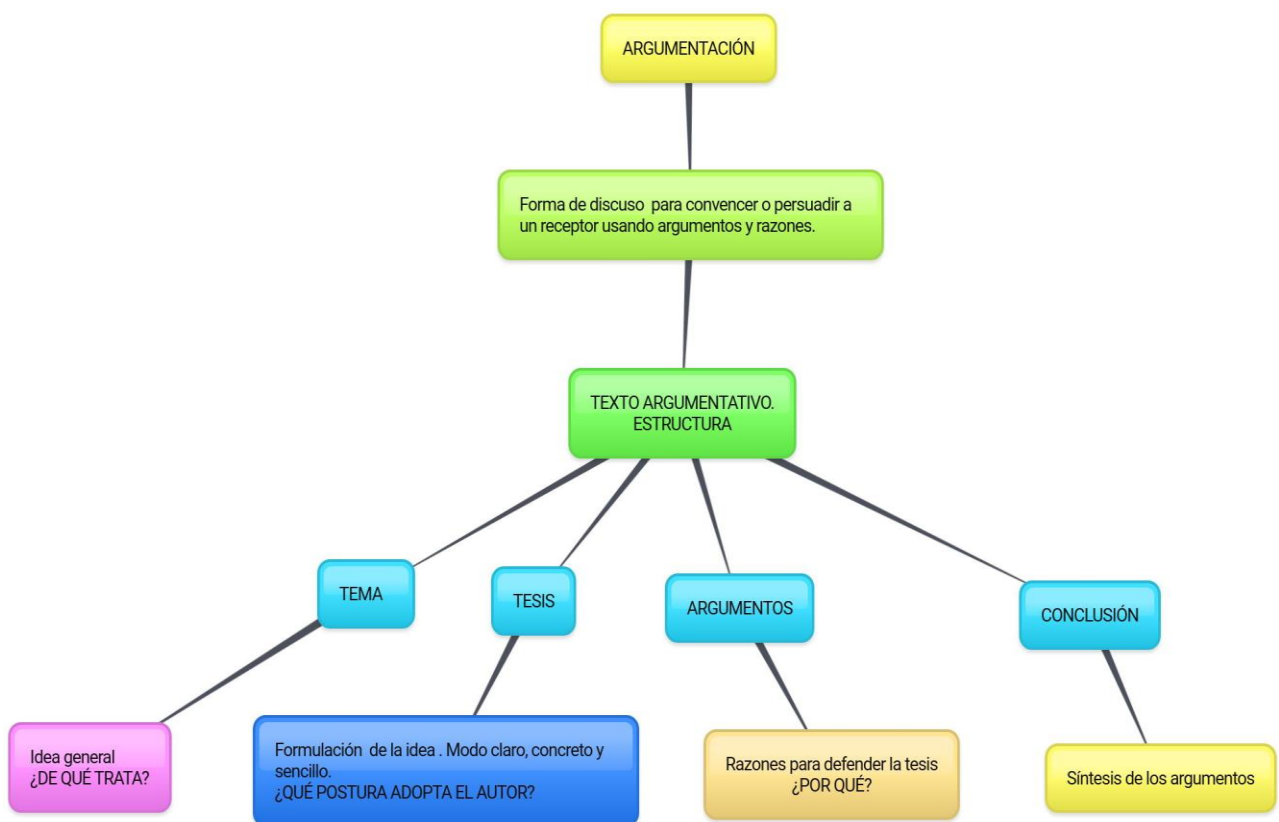 ARGUMENTACIÓN
Forma de discuso para convencer o persuadir a
un receptor usando argumentos y razones.
TEXTO ARGUMENTATIVO.
ESTRUCTURA
TEMA
TESIS
ARGUMENTOS
CONCLUSIÓN
Idea general
¿DE QUÉ TRATA?
Formulación de la idea . Modo claro, concreto y
sencillo.
¿QUÉ POSTURA ADOPTA EL AUTOR?
Razones para defender la tesis
¿POR QUÉ?
Síntesis de los argumentos